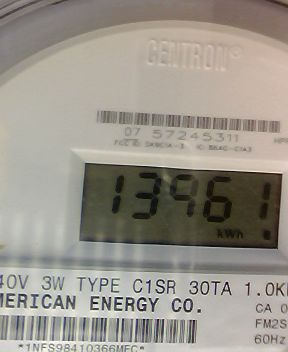 CENTRON®
07 57245311
13961
kWh
40V 3W TYPE C1SR 30TA 1.0K
MERICAN ENERGY CO.
CA 0
FM2S
60Hz
*1NFS98410366MEC*